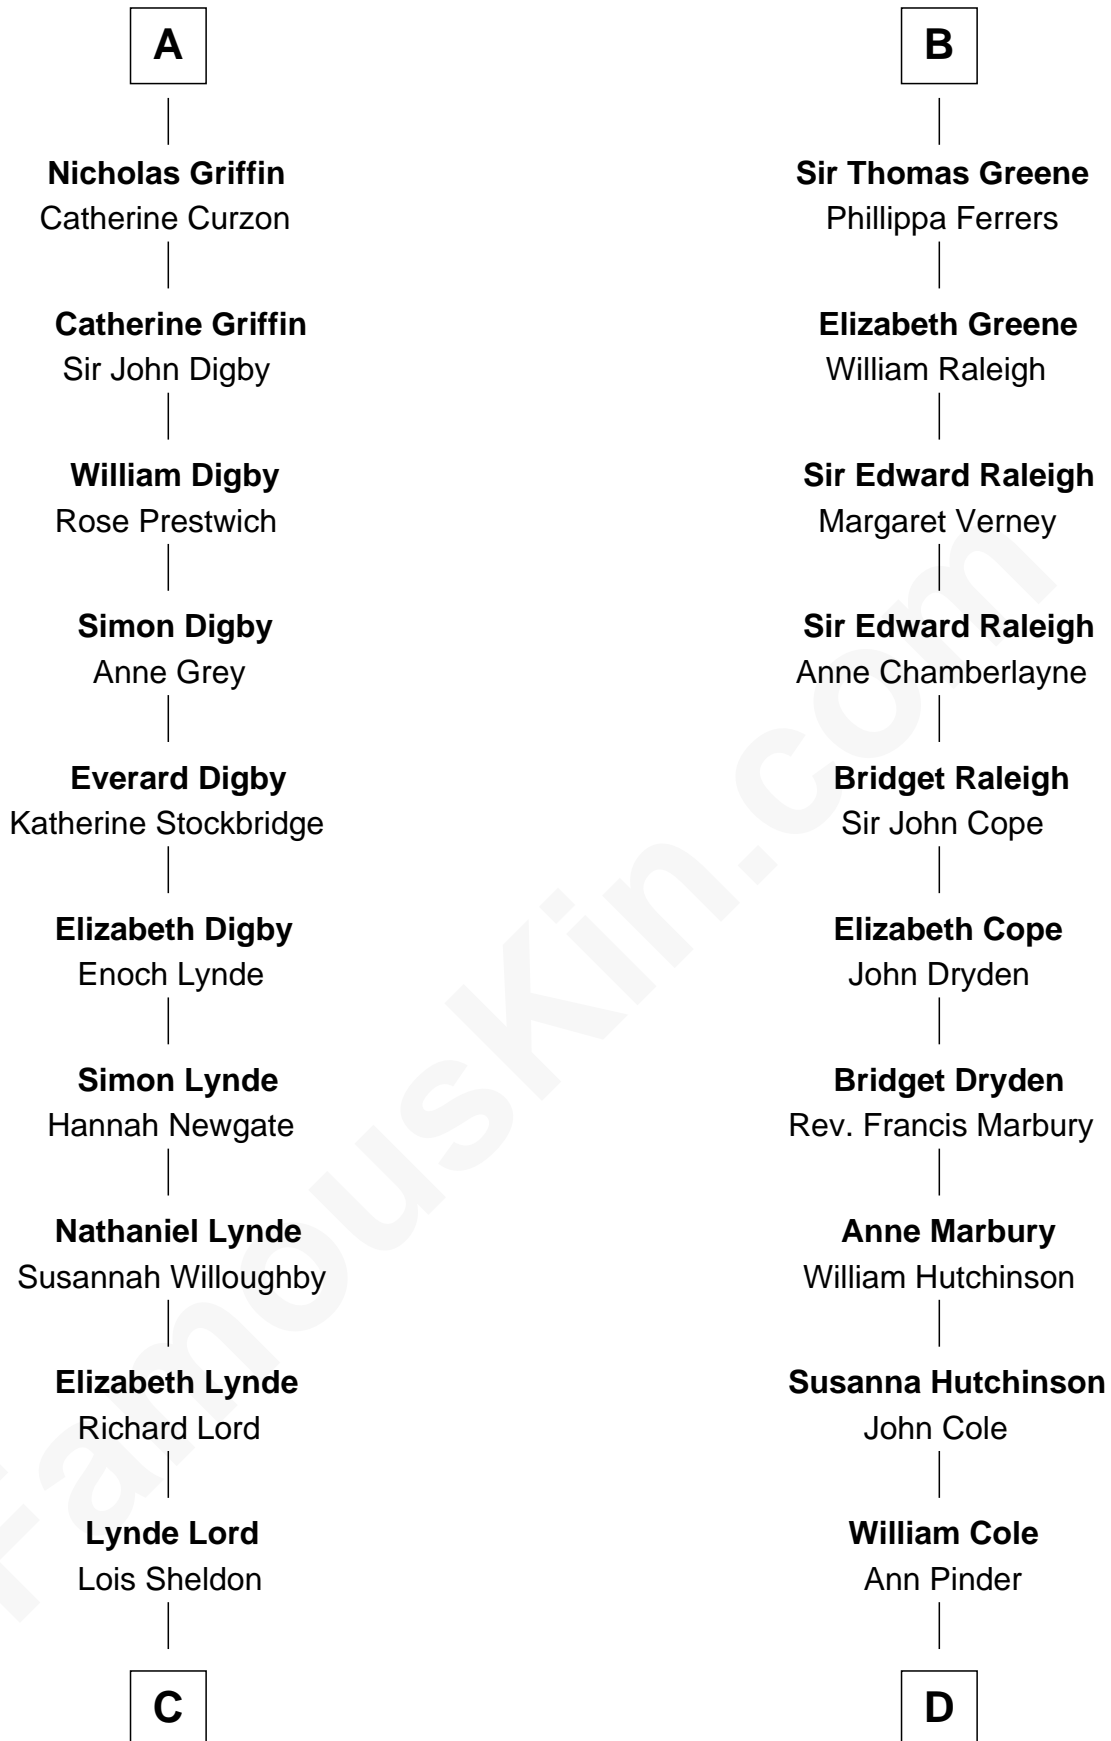 A
Nicholas Griffin
Catherine Curzon
Catherine Griffin
Sir John Digby
William Digby
Rose Prestwich
Simon Digby
Anne Grey
Everard Digby
Katherine Stockbridge
Elizabeth Digby
Enoch Lynde
Simon Lynde
Hannah Newgate
Nathaniel Lynde
Susannah Willoughby
Elizabeth Lynde
Richard Lord
Lynde Lord
Lois Sheldon
C
B
Sir Thomas Greene
Phillippa Ferrers
Elizabeth Greene
William Raleigh
Sir Edward Raleigh
Margaret Verney
Sir Edward Raleigh
Anne Chamberlayne
Bridget Raleigh
Sir John Cope
Elizabeth Cope
John Dryden
Bridget Dryden
Rev. Francis Marbury
Anne Marbury
William Hutchinson
Susanna Hutchinson
John Cole
William Cole
Ann Pinder
D
FamousKin.com